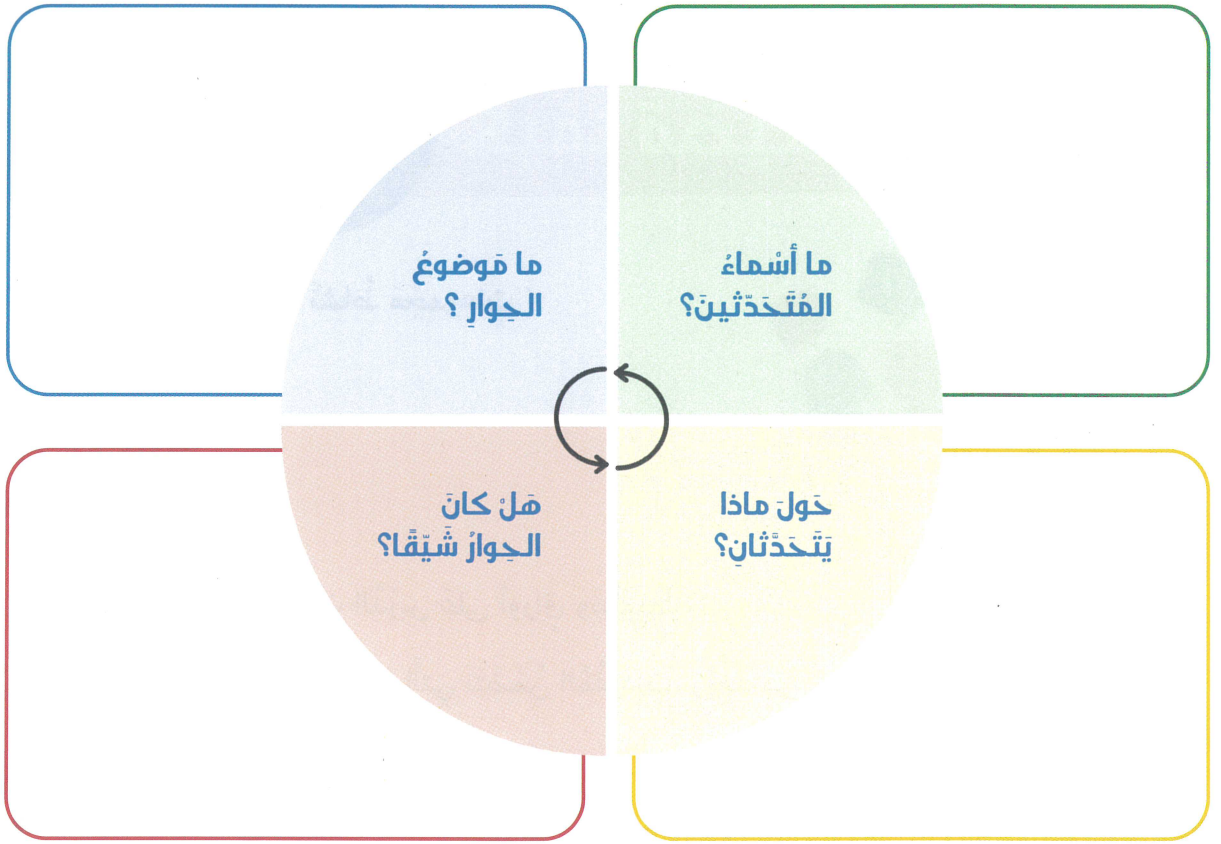 ما أَسْماءُ
المُتَحَدّثينَ؟
ما مَوضوعُ
الحِوارِ ؟
حَولَ ماذا
يَتَحَدَّثانِ؟
هَلْ كانَ
الحِوارُ شَيّقًا؟